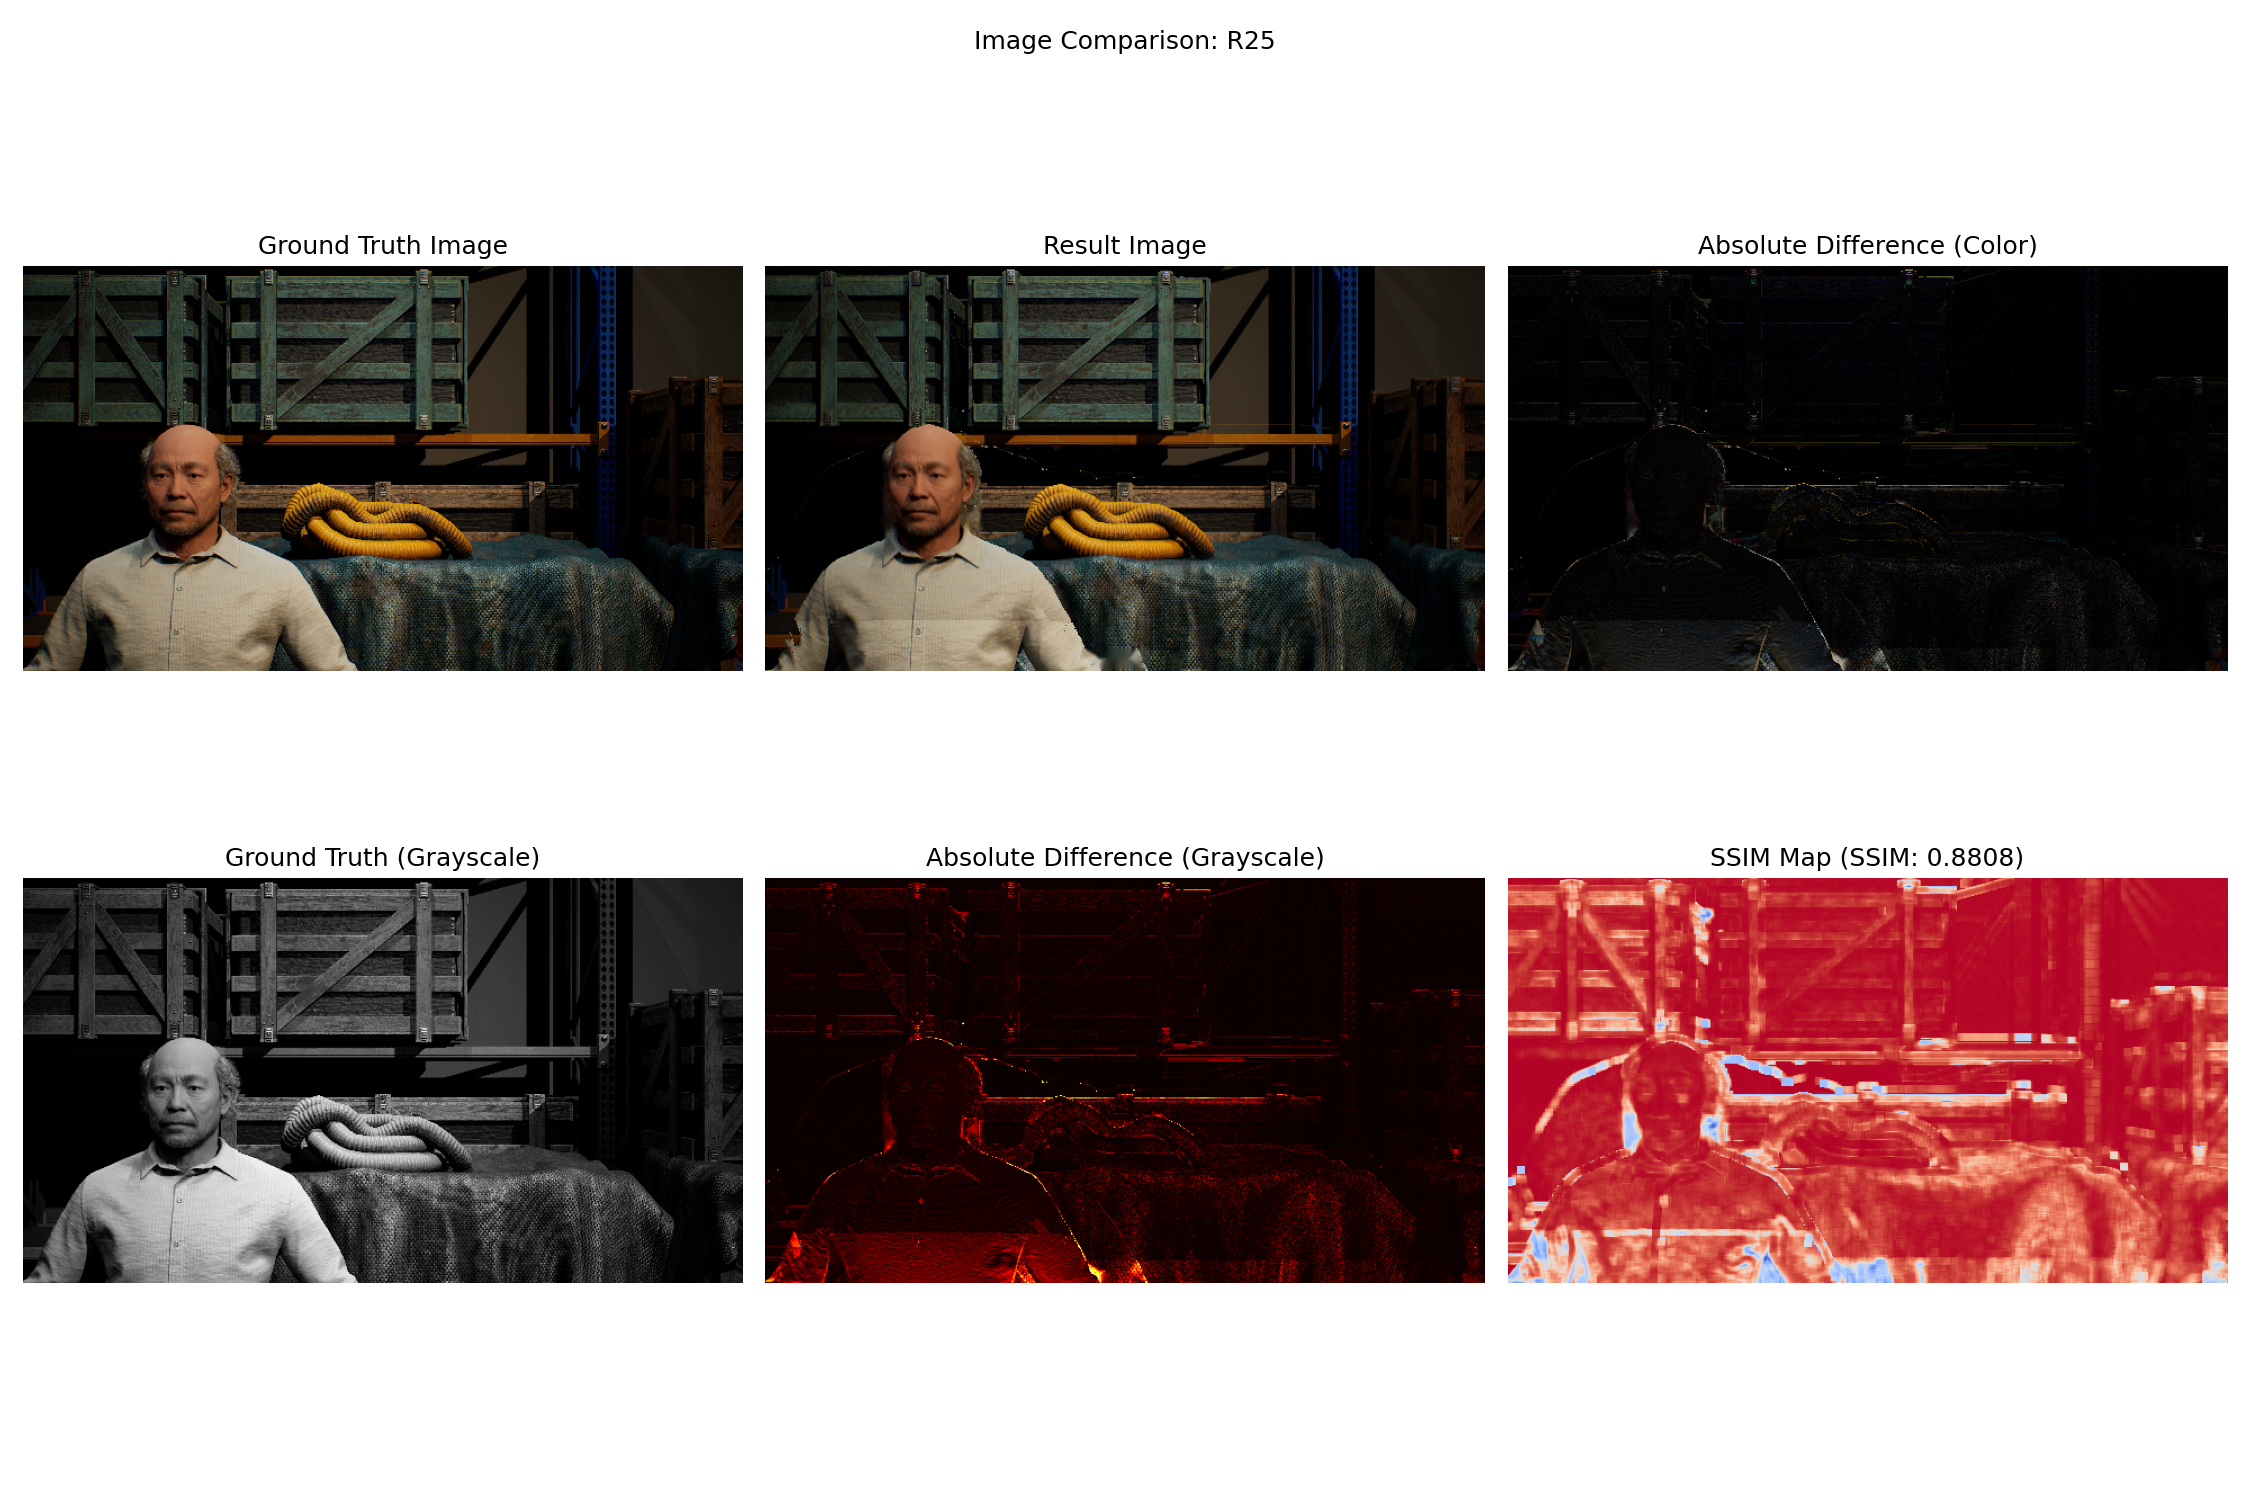 Image Comparison: R25
Ground Truth Image
Result Image
Absolute Difference (Color)
Ground Truth (Grayscale)
Absolute Difference (Grayscale)
SSIM Map (SSIM: 0.8808)